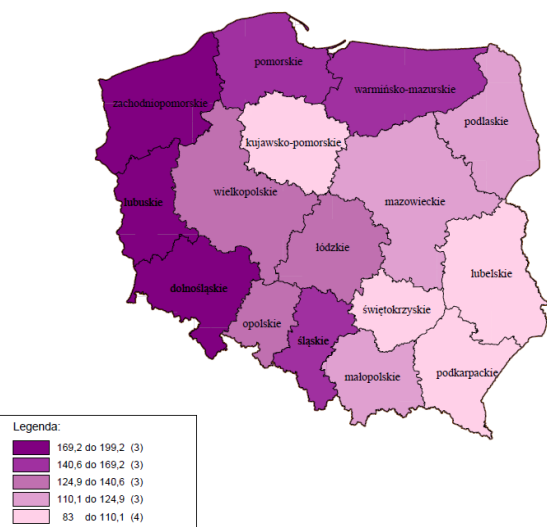 pomorskie
warmińsko-mazurskie
zachodniopomorskie
podlaskie
kujawsko-pomorskie
wielkopolskie
lubuskie
mazowieckie
łódzkie
lubelskie
dolnośląskie
świętokrzyskie
opolskie
śląskie
podkarpackie
małopolskie
Legenda:
169,2 do 199,2 (3)
140,6 do 169,2 (3)
124,9 do 140,6 (3)
110,1 do 124,9 (3)
83 do 110,1 (4)